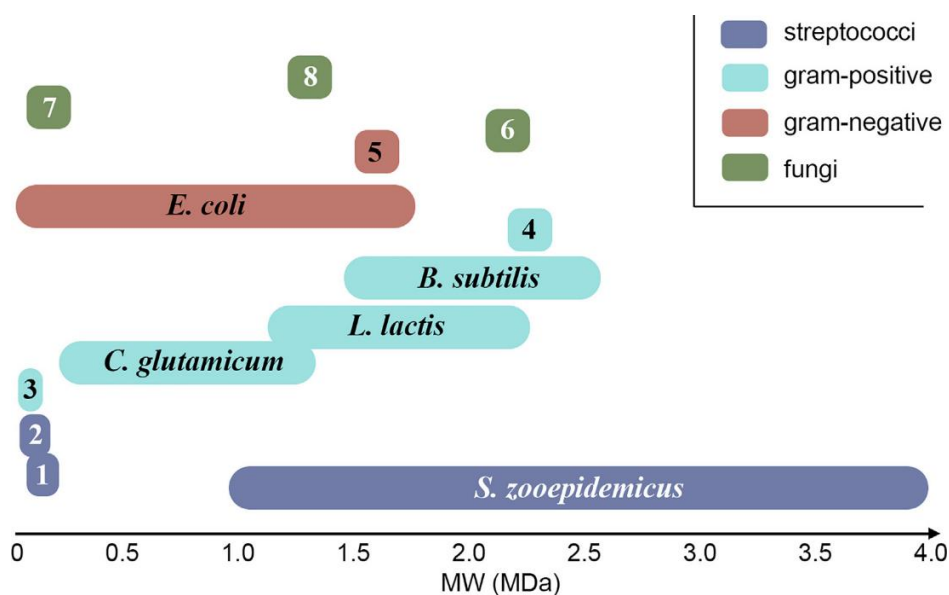 streptococci
gram-positive
gram-negative
fungi
8
7
6
5
E. coli
4
B. subtilis
L. lactis
C. glutamicum
3
2
1
S. zooepidemicus
0 0.5 1.0 1.5 2.0 2.5 3.0 3.5 4.0
MW (MDa)